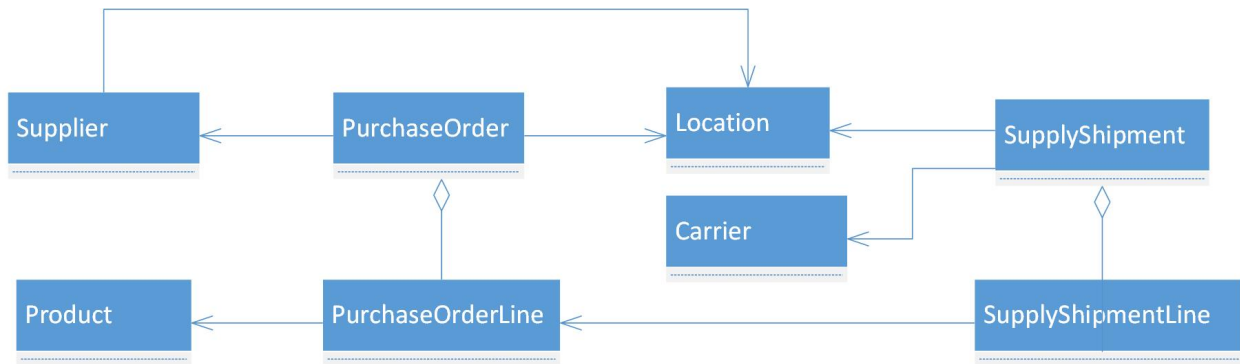 Supplier
PurchaseOrder
Location
SupplyShipment
Carrier
Product
PurchaseOrderLine
SupplyShipmentLine